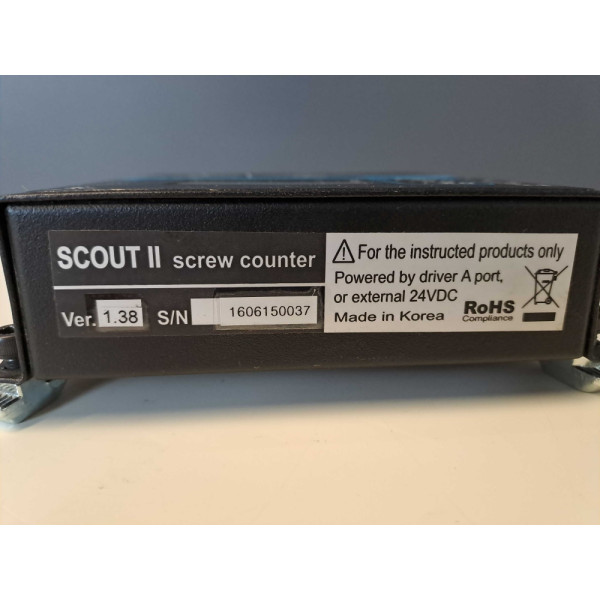 SCOUT II screw counter
Ver. 1.38 S/N 1606150037
For the instructed products only
Powered by driver A port,
or external 24VDC
Made in Korea
RoHS
Compliance